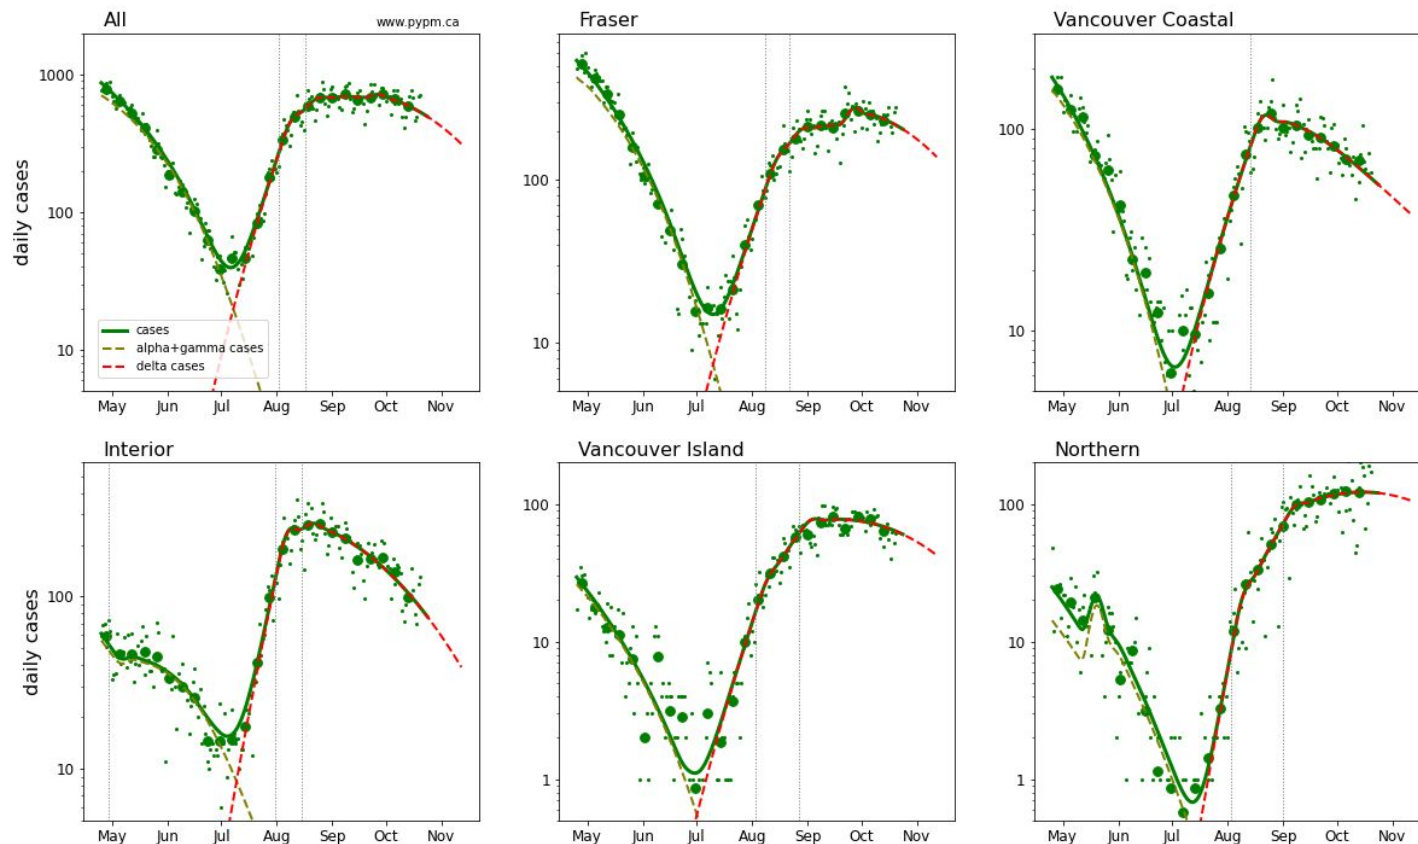 All
www.pypm.ca
Fraser
Vancouver Coastal
daily cases
1000
100
10
cases
alpha+gamma cases
delta cases
May Jun Jul Aug Sep Oct Nov
100
10
May Jun Jul Aug Sep Oct Nov
100
10
May Jun Jul Aug Sep Oct Nov
Interior
Vancouver Island
Northern
daily cases
100
10
May Jun Jul Aug Sep Oct Nov
100
10
1
May Jun Jul Aug Sep Oct Nov
100
10
1
May Jun Jul Aug Sep Oct Nov